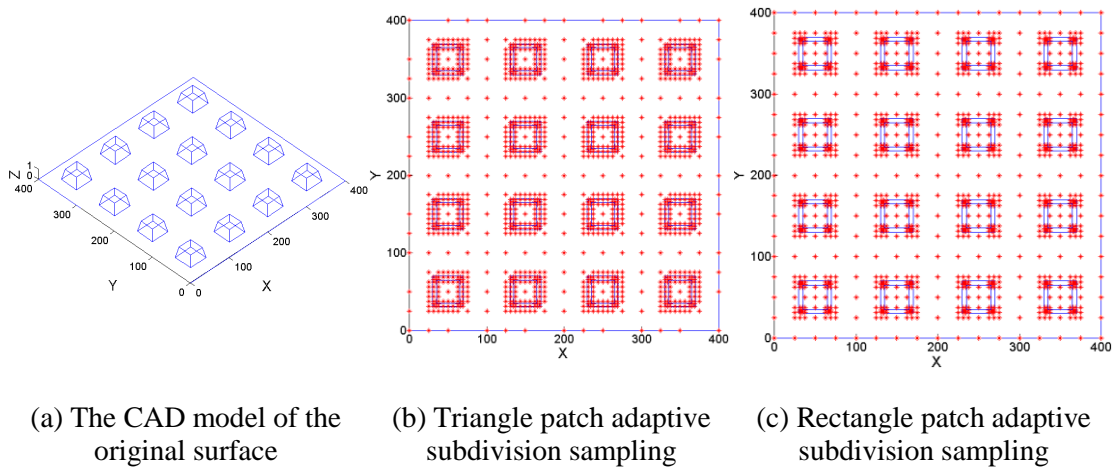 Z
1
0
400
300
200
100
0
Y
0
100
200
300
400
X
400
300
200
100
0
Y
0
100
200
300
400
X
400
300
200
100
0
Y
0
100
200
300
400
X
(a) The CAD model of the
original surface
(b) Triangle patch adaptive
subdivision sampling
(c) Rectangle patch adaptive
subdivision sampling